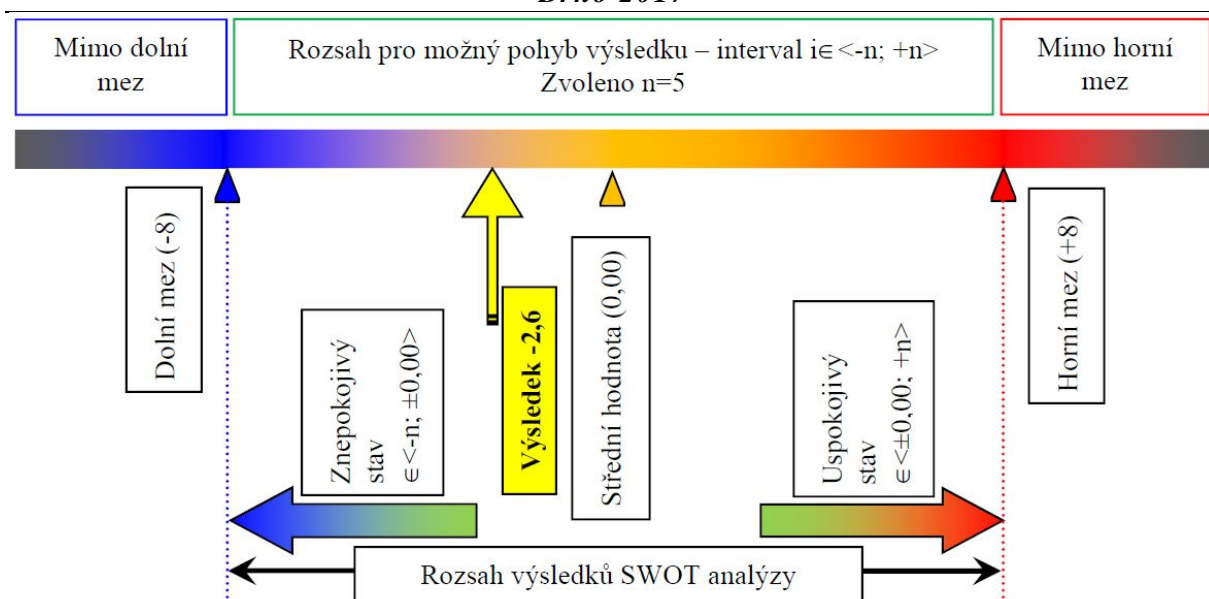 Brno 2017
Mimo dolní
mez
Rozsah pro možný pohyb výsledku – interval i∈<-n; +n>
Zvoleno n=5
Mimo horní
mez
Dolní mez (-8)
Znepokojivý
stav
∈<-n; ±0,00>
Výsledek -2,6
Střední hodnota (0,00)
Uspokojivý
stav
∈<±0,00; +n>
Horní mez (+8)
Rozsah výsledků SWOT analýzy